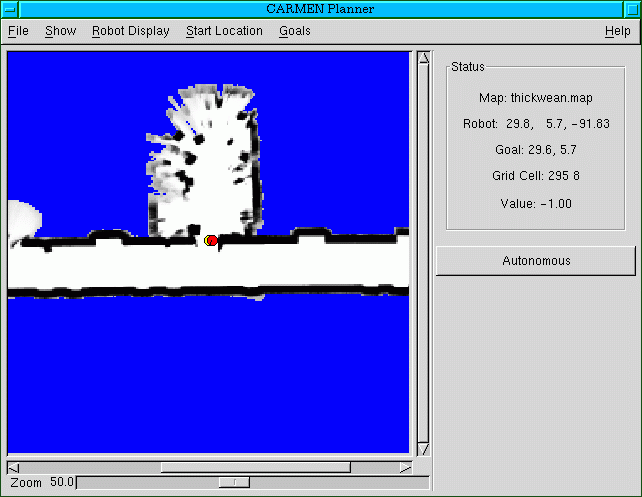 CARMEN Planner
File Show Robot Display Start Location Goals Help
Status
Map: thickwean.map
Robot: 29.8, 5.7, -91.83
Goal: 29.6, 5.7
Grid Cell: 295 8
Value: -1.00
Autonomous
Zoom 50.0